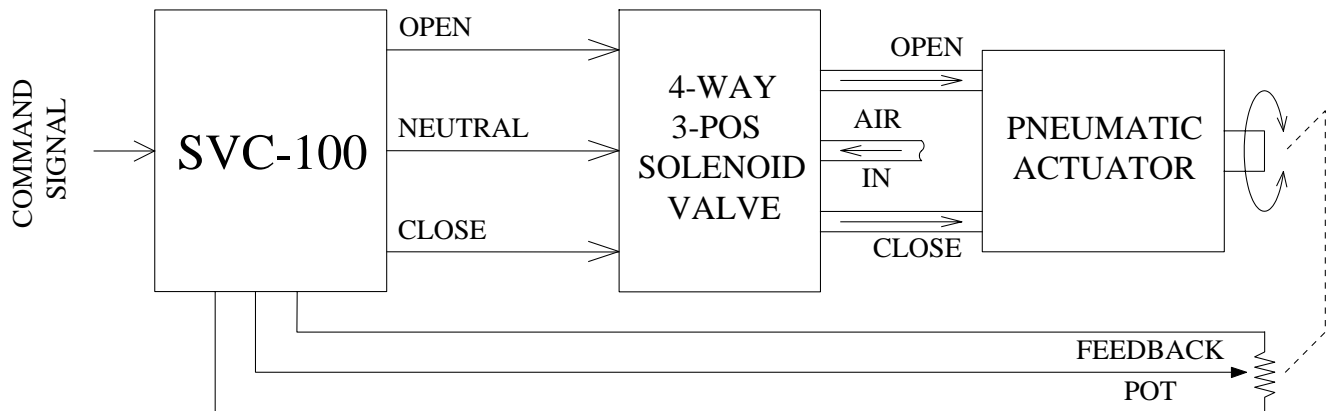 COMMAND
SIGNAL
SVC-100
OPEN
NEUTRAL
CLOSE
4-WAY
3-POS
SOLENOID
VALVE
OPEN
AIR
IN
CLOSE
PNEUMATIC
ACTUATOR
FEEDBACK
POT